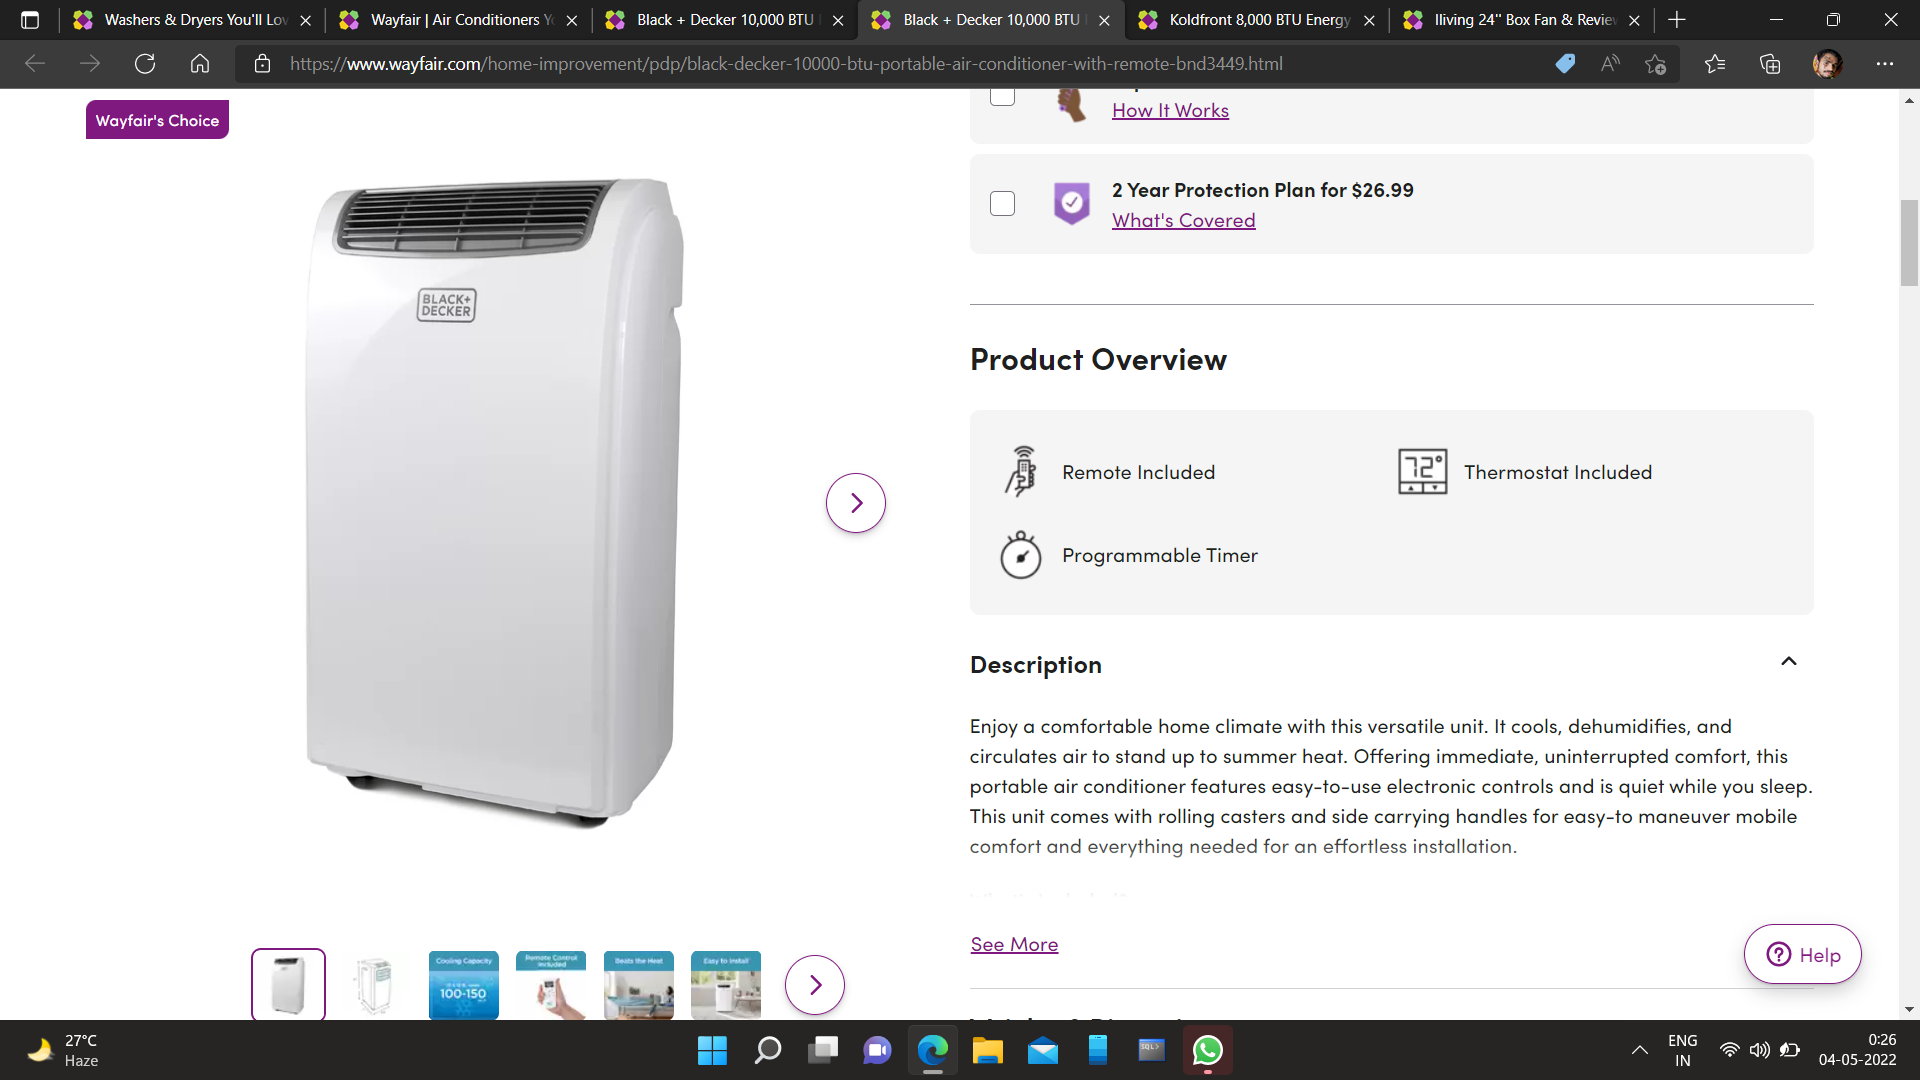 Washers & Dryers You'll Lov
Wayfair | Air Conditioners Yo
Black + Decker 10,000 BTU
Black + Decker 10,000 BTU
Koldfront 8,000 BTU Energy
Iliving 24'' Box Fan & Review
https://www.wayfair.com/home-improvement/pdp/black-decker-10000-btu-portable-air-conditioner-with-remote-bnd3449.html
Wayfair's Choice
How It Works
2 Year Protection Plan for $26.99
What's Covered
BLACK+
DECKER
Product Overview
Remote Included
72°
Thermostat Included
Programmable Timer
Description
Enjoy a comfortable home climate with this versatile unit. It cools, dehumidifies, and
circulates air to stand up to summer heat. Offering immediate, uninterrupted comfort, this
portable air conditioner features easy-to-use electronic controls and is quiet while you sleep.
This unit comes with rolling casters and side carrying handles for easy-to maneuver mobile
comfort and everything needed for an effortless installation.
See More
Help
Cooling Capacity
100-150
Remote Control
Included
Beats the Heat
Easy to Install
27°C
Haze
SQL>
ENG
IN
0:26
04-05-2022